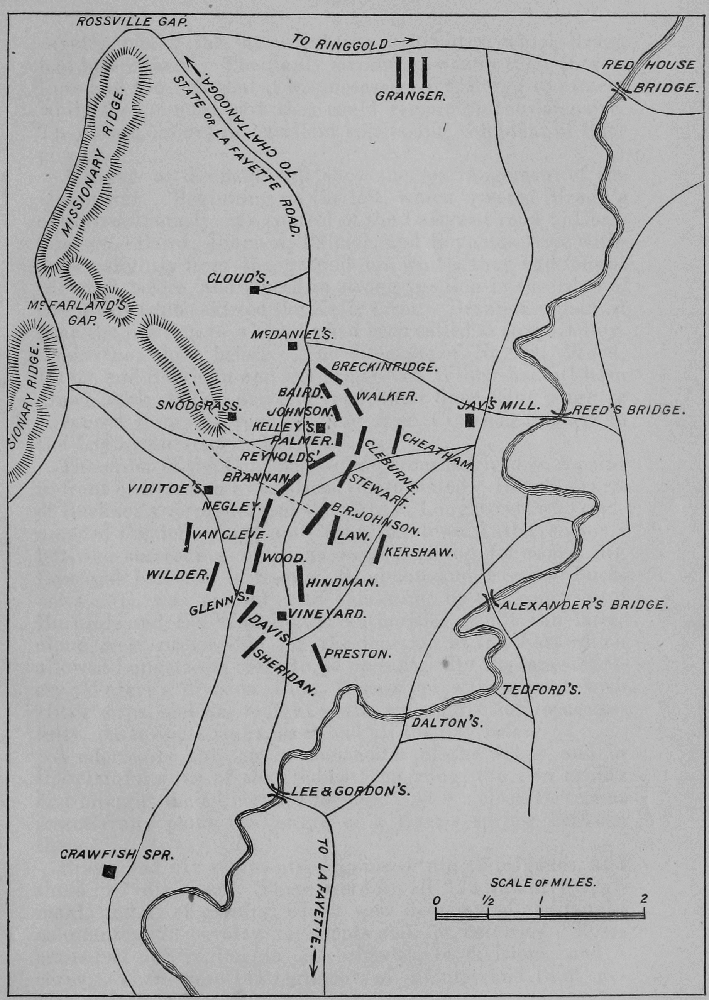 ROSSVILLE GAP.
TO RINGGOLD
GRANGER.
RED HOUSE
BRIDGE.
TO CHATTANOOGA.
STATE OR LA FAYETTE ROAD.
MISSIONARY RIDGE.
CLOUD'S.
McFARLAND'S
GAP.
McDANIEL'S.
SIONARY RIDGE.
BRECKINRIDGE.
BAIRD.
WALKER.
SNODGRASS.
JOHNSON.
KELLEY'S.
JAY'S MILL.
REED'S BRIDGE.
PALMER.
CLEBURNE.
CHEATHAM.
REYNOLDS'
BRANNAN.
STEWART.
VIDITOE'S
NEGLEY.
B.R.JOHNSON.
VAN CLEVE.
LAW.
KERSHAW.
WOOD.
WILDER.
HINDMAN.
GLENN'S.
VINEYARD.
ALEXANDER'S BRIDGE.
DAVIS.
SHERIDAN.
PRESTON.
TEDFORD'S.
DALTON'S.
LEE & GORDON'S.
CRAWFISH SPR.
TO LA FAYETTE.
SCALE OF MILES.
0 1/2 1 2